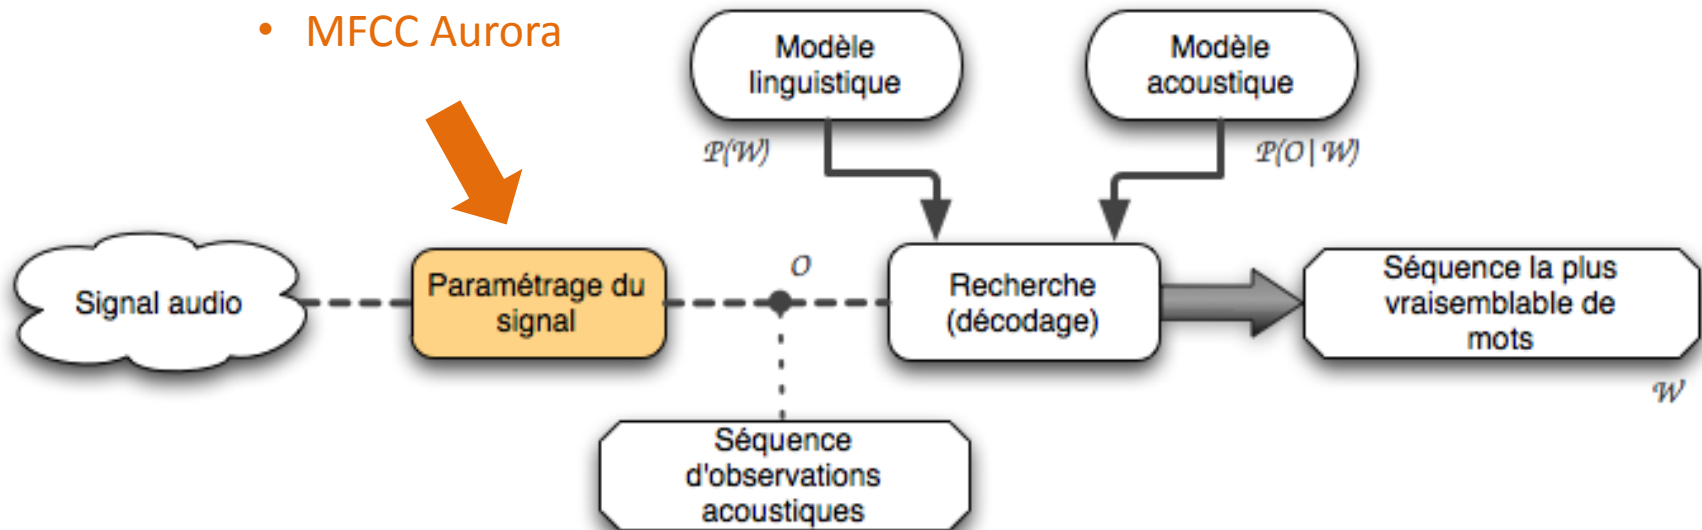 • MFCC Aurora
Modèle
linguistique
Modèle
acoustique
P(W)
P(O|W)
Signal audio
Paramétrage du
signal
O
Recherche
(décodage)
Séquence la plus
vraisemblable de
mots
W
Séquence
d'observations
acoustiques